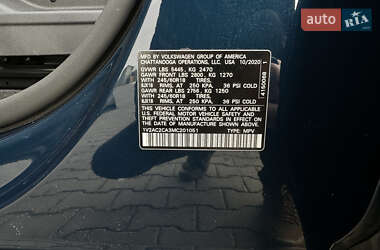 AUTO RIA
MFD BY VOLKSWAGEN GROUP OF AMERICA
CHATTANOOGA OPERATIONS, LLC. USA 10/2020
GVWR LBS 5445, KG 2470
GAWR FRONT LBS 2800, KG 1270
WITH 245/60R18 TIRES,
8JX18 RIMS, AT 250 KPA, 36 PSI COLD
GAWR REAR LBS 2756, KG 1250
WITH 245/60R18 TIRES,
8JX18 RIMS, AT 250 KPA, 36 PSI COLD
THIS VEHICLE CONFORMS TO ALL APPLICABLE
U.S. FEDERAL MOTOR VEHICLE SAFETY AND
THEFT PREVENTION STANDARDS IN EFFECT ON
THE DATE OF MANUFACTURE SHOWN ABOVE.
1V2AC2CA3MC201051 TYPE: MPV